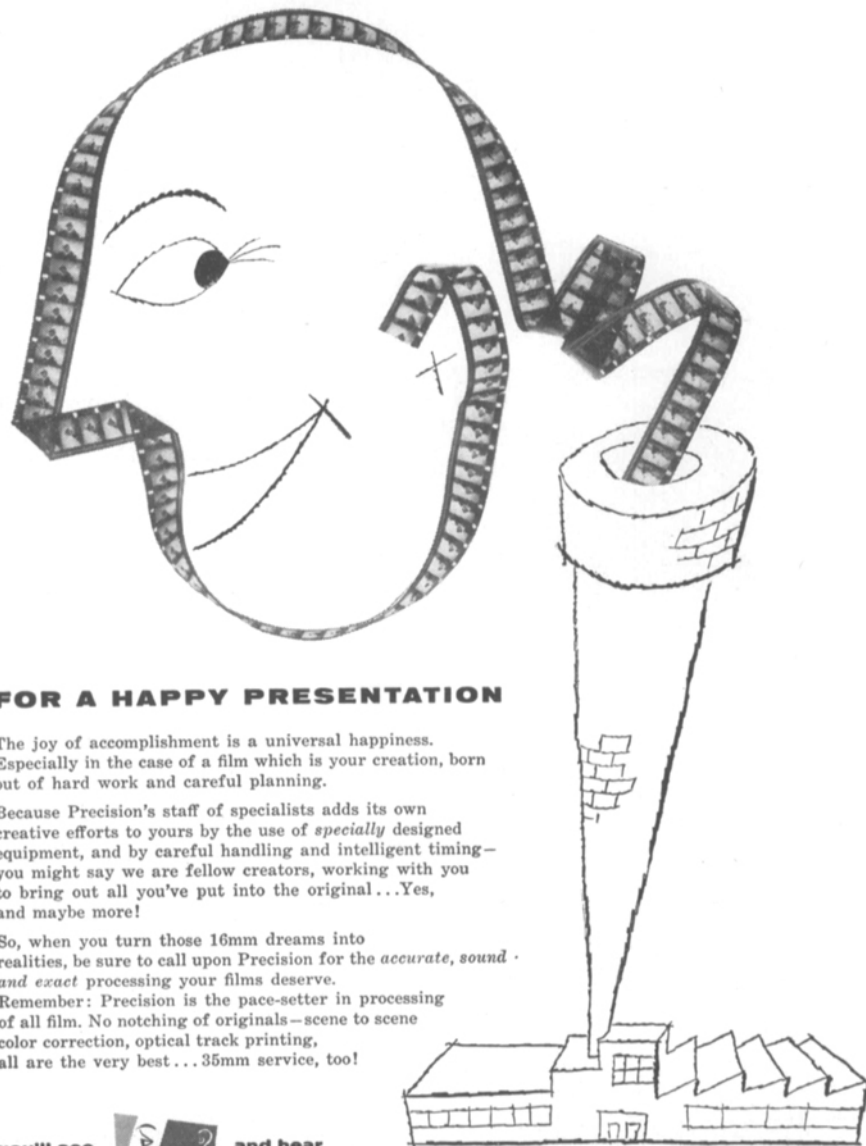 FOR A HAPPY PRESENTATION
The joy of accomplishment is a universal happiness.
Especially in the case of a film which is your creation, born
out of hard work and careful planning.
Because Precision's staff of specialists adds its own
creative efforts to yours by the use of specially designed
equipment, and by careful handling and intelligent timing—
you might say we are fellow creators, working with you
to bring out all you've put into the original...Yes,
and maybe more!
So, when you turn those 16mm dreams into
realities, be sure to call upon Precision for the accurate, sound
and exact processing your films deserve.
Remember: Precision is the pace-setter in processing
of all film. No notching of originals—scene to scene
color correction, optical track printing,
all are the very best...35mm service, too!
you'll see and hear